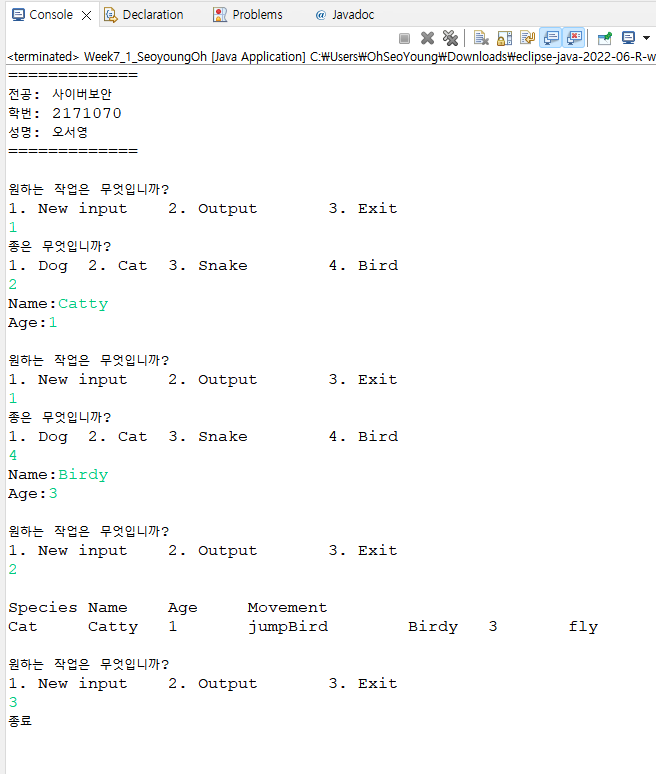 Console Declaration Problems @ Javadoc
<terminated> Week7_1_SeoyoungOh [Java Application] C:₩Users₩OhSeoYoung₩Downloads₩eclipse-java-2022-06-R-w
=============
전공: 사이버보안
학번: 2171070
성명: 오서영
=============
원하는 작업은 무엇입니까?
1. New input 2. Output 3. Exit
1
종은 무엇입니까?
1. Dog 2. Cat 3. Snake 4. Bird
2
Name:Catty
Age:1
원하는 작업은 무엇입니까?
1. New input 2. Output 3. Exit
1
종은 무엇입니까?
1. Dog 2. Cat 3. Snake 4. Bird
4
Name:Birdy
Age:3
원하는 작업은 무엇입니까?
1. New input 2. Output 3. Exit
2
Species Name Age Movement
Cat Catty 1 jumpBird Birdy 3 fly
원하는 작업은 무엇입니까?
1. New input 2. Output 3. Exit
3
종료